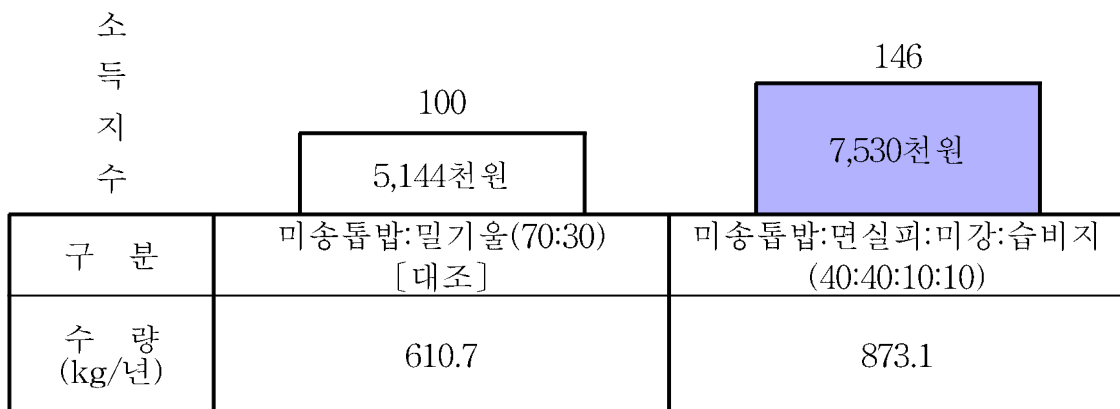 소득지수
100
5,144천원
146
7,530천원
구 분
미송톱밥:밀기울(70:30)
[대조]
미송톱밥:면실피:미강:습비지
(40:40:10:10)
수 량
(kg/년)
610.7
873.1